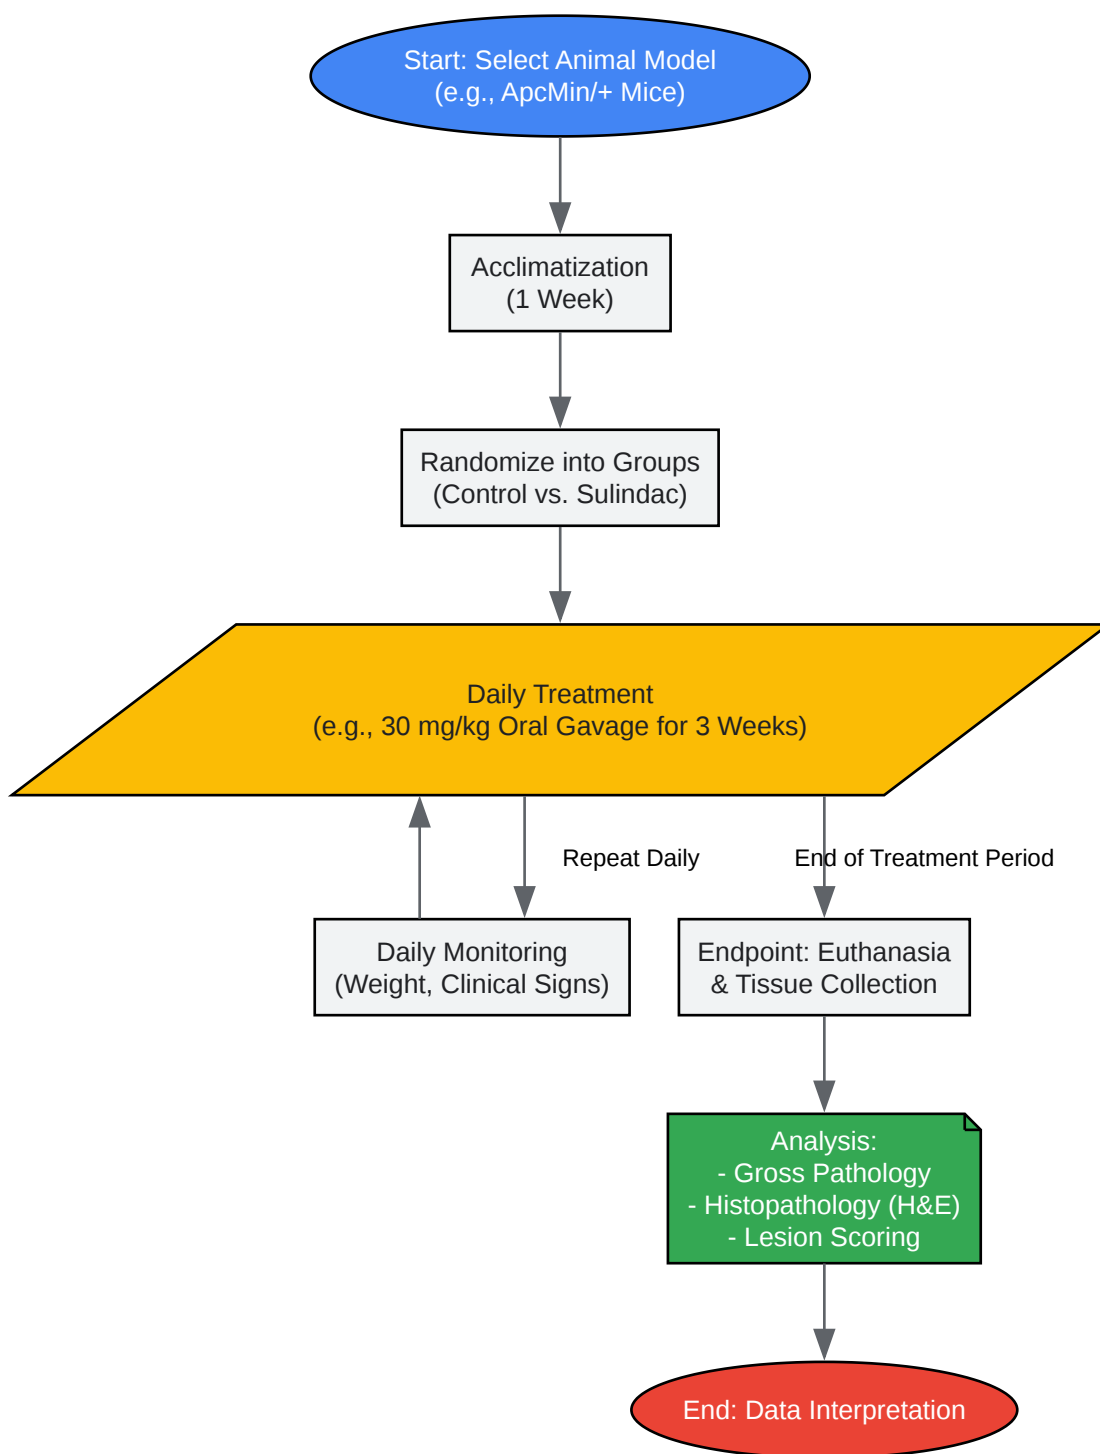 Start: Select Animal Model
(e.g., ApcMin/+ Mice)
Acclimatization
(1 Week)
Randomize into Groups
(Control vs. Sulindac)
Daily Treatment
(e.g., 30 mg/kg Oral Gavage for 3 Weeks)
Repeat Daily
End of Treatment Period
Daily Monitoring
(Weight, Clinical Signs)
Endpoint: Euthanasia
& Tissue Collection
Analysis:
- Gross Pathology
- Histopathology (H&E)
- Lesion Scoring
End: Data Interpretation